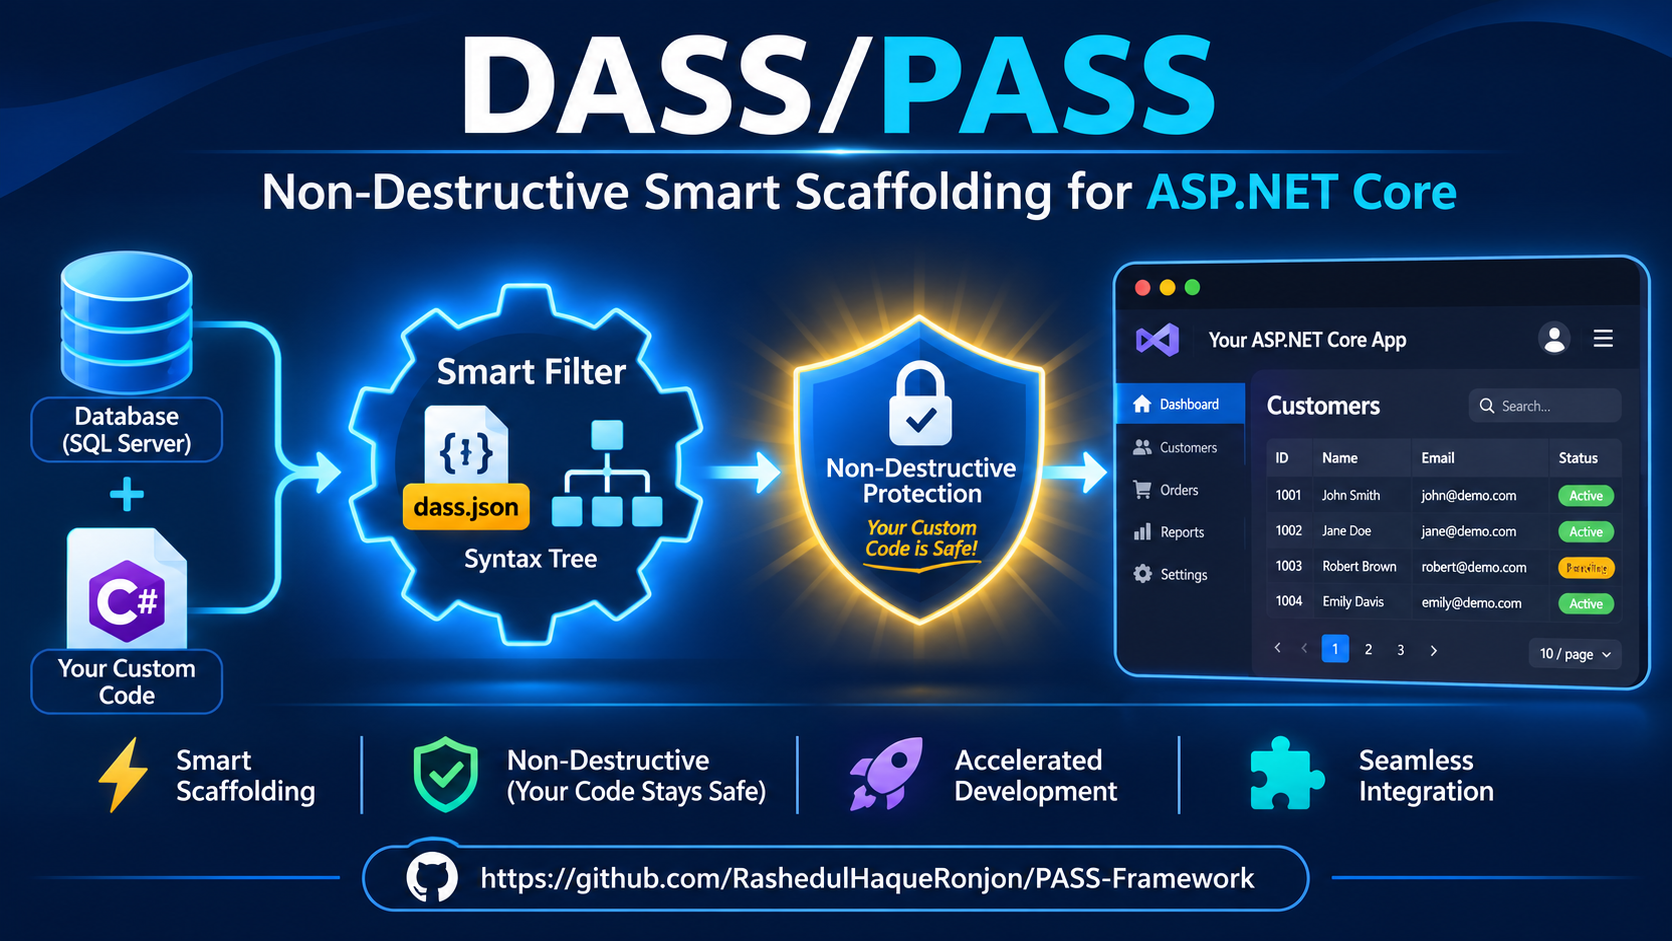 DASS/PASS
Non-Destructive Smart Scaffolding for ASP.NET Core
Database
(SQL Server)
+
C#
Your Custom
Code
Smart Filter
{ }
dass.json
Syntax Tree
Non-Destructive
Protection
Your Custom
Code is Safe!
Your ASP.NET Core App
Dashboard
Customers
Orders
Reports
Settings
Customers
Search...
ID Name Email Status
1001 John Smith john@demo.com Active
1002 Jane Doe jane@demo.com Active
1003 Robert Brown robert@demo.com
1004 Emily Davis emily@demo.com Active
1 2 3
10 / page
Smart
Scaffolding
Non-Destructive
(Your Code Stays Safe)
Accelerated
Development
Seamless
Integration
https://github.com/RashedulHaqueRonjon/PASS-Framework